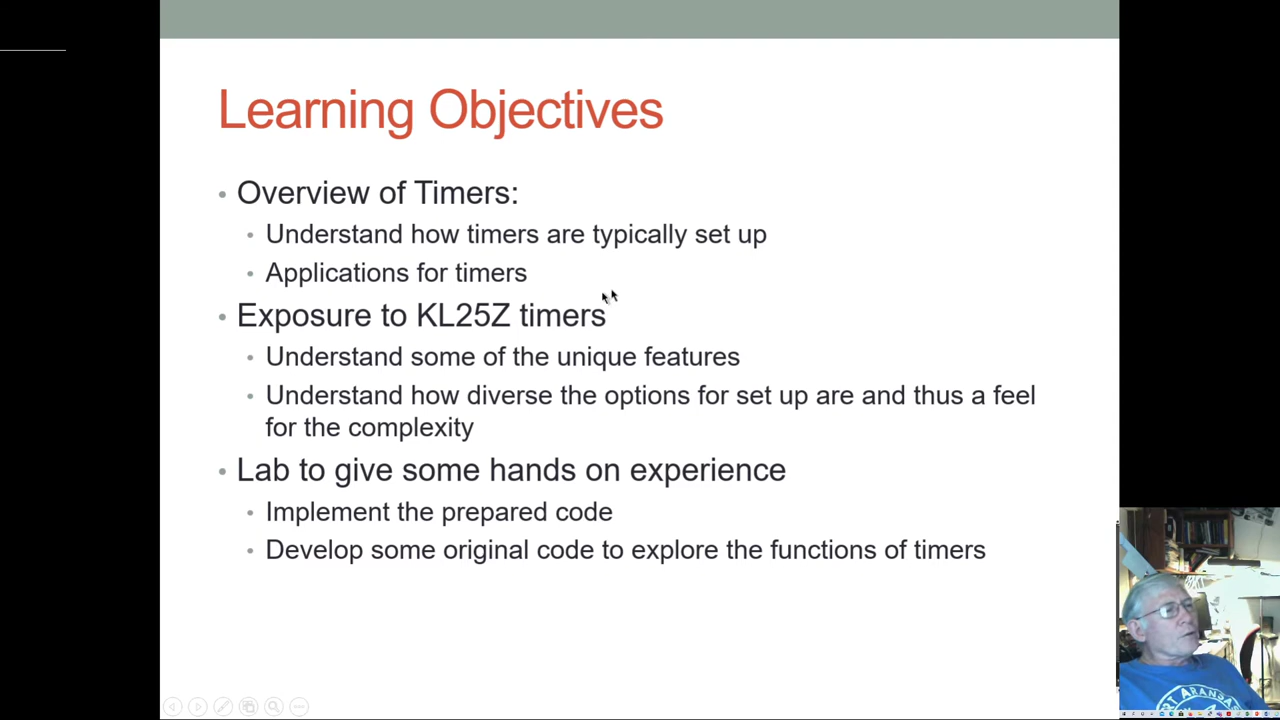 Learning Objectives
• Overview of Timers:
• Understand how timers are typically set up
• Applications for timers
• Exposure to KL25Z timers
• Understand some of the unique features
• Understand how diverse the options for set up are and thus a feel
for the complexity
• Lab to give some hands on experience
• Implement the prepared code
• Develop some original code to explore the functions of timers